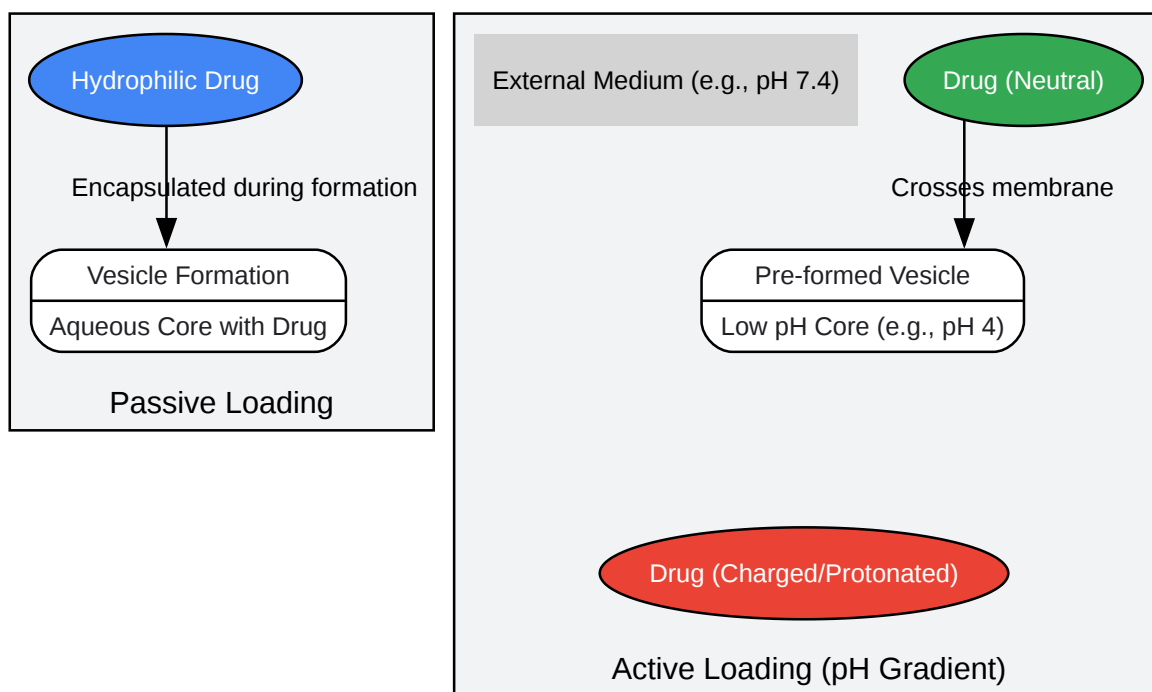 Hydrophilic Drug
Encapsulated during formation
Vesicle Formation
Aqueous Core with Drug
Passive Loading
External Medium (e.g., pH 7.4)
Drug (Neutral)
Crosses membrane
Pre-formed Vesicle
Low pH Core (e.g., pH 4)
Drug (Charged/Protonated)
Active Loading (pH Gradient)